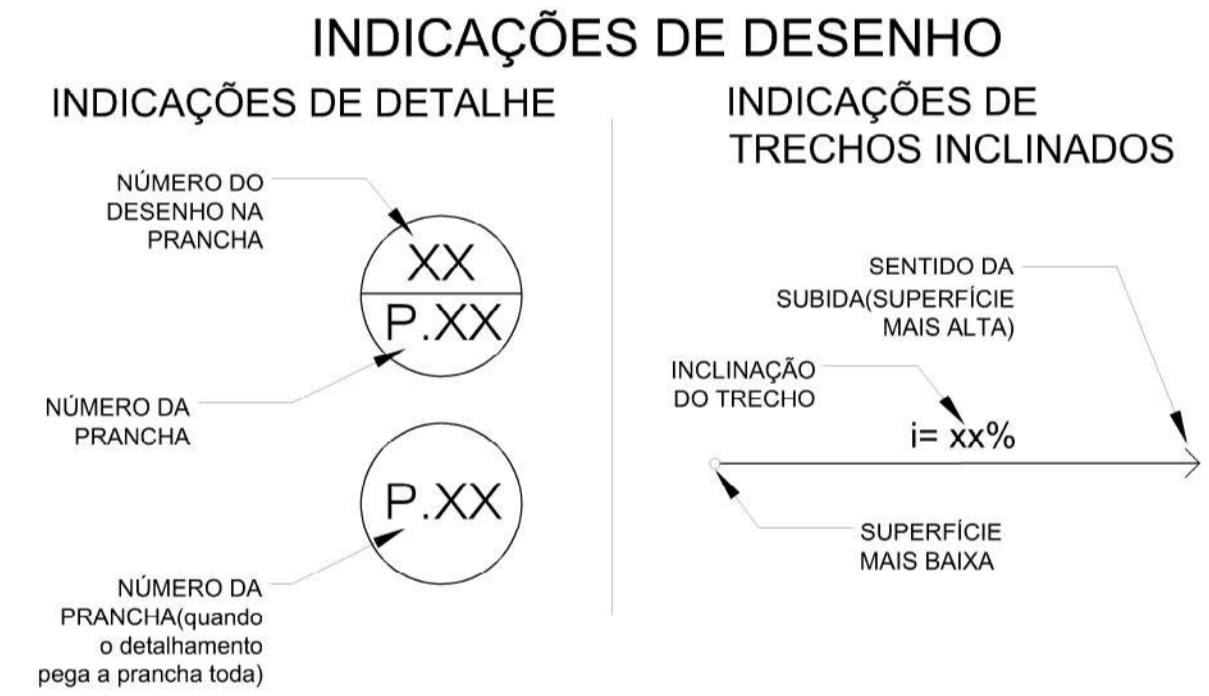 INDICAÇÕES DE DESENHO
INDICAÇÕES DE DETALHE
NÚMERO DO
DESENHO NA
PRANCHA
XX
P.XX
NÚMERO DA
PRANCHA
P.XX
NÚMERO DA
PRANCHA(quando
o detalhamento
pega a prancha toda)
INDICAÇÕES DE
TRECHOS INCLINADOS
SENTIDO DA
SUBIDA(SUPERFÍCIE
MAIS ALTA)
INCLINAÇÃO
DO TRECHO
i= xx%
SUPERFÍCIE
MAIS BAIXA